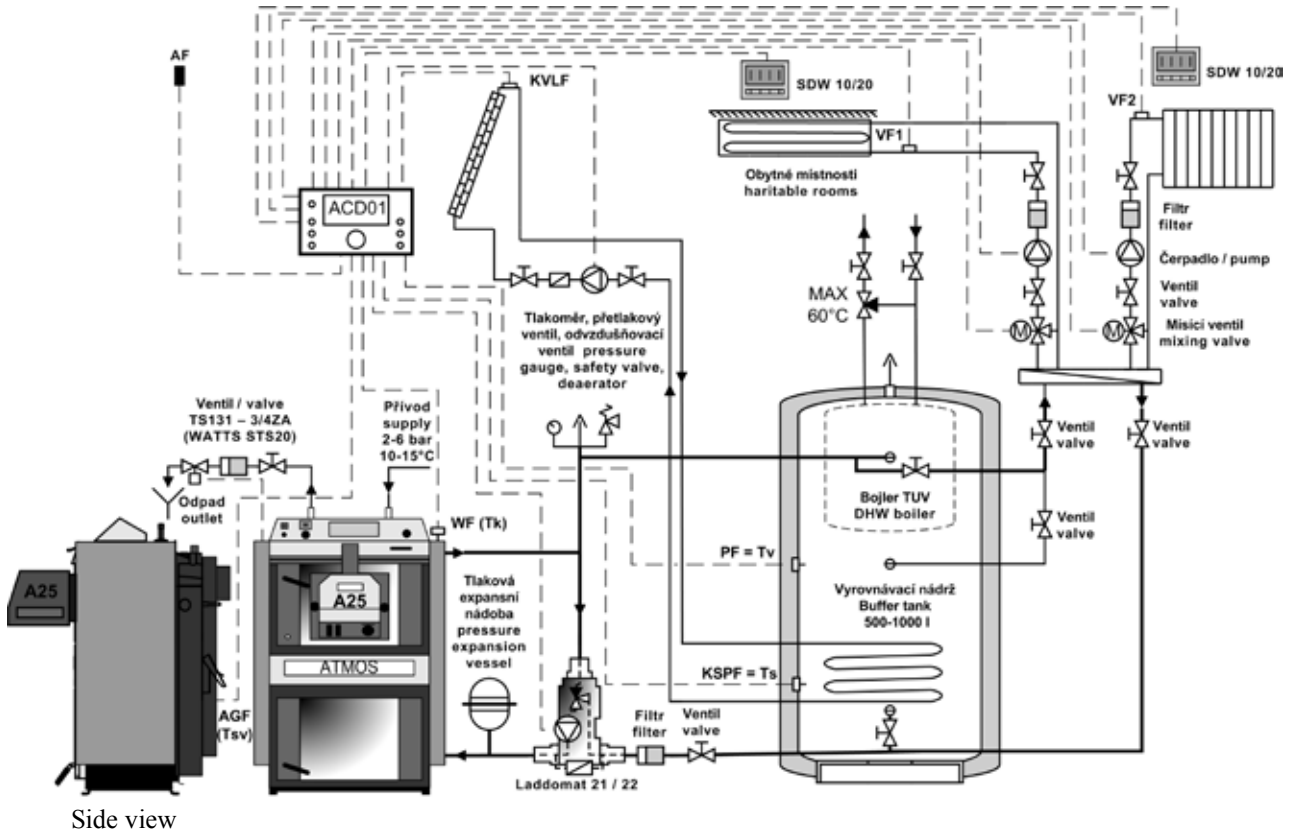 AF
KVLF
SDW 10/20
SDW 10/20
VF2
VF1
ACD01
Obytné místnosti
haritable rooms
Filtr
filter
Čerpadlo / pump
MAX
60°C
Ventil
valve
M
M
Misicí ventil
mixing valve
Tlakoměr, přetlakový
ventil, odvzdušňovací
ventil pressure
gauge, safety valve,
deaerator
Ventil / valve
TS131 – 3/4ZA
(WATTS STS20)
Přívod
supply
2-6 bar
10-15°C
Ventil
valve
Ventil
valve
Odpad
outlet
Bojler TUV
DHW boiler
WF (Tk)
Ventil
valve
PF = Tv
A25
A25
Tlaková
expansní
nádoba
pressure
expansion
vessel
Vyrovnávací nádrž
Buffer tank
500-1000 l
ATMOS
KSPF = Ts
AGF
(Tsv)
Filtr
filter
Ventil
valve
Laddomat 21 / 22
Side view